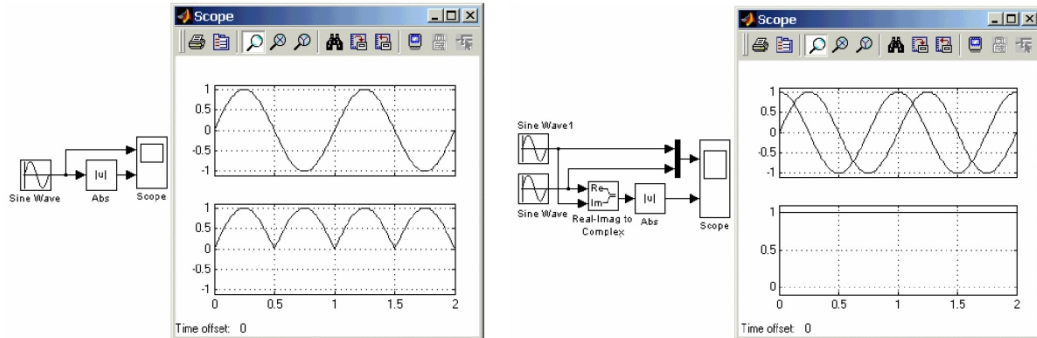 Scope
1
0.5
0
-0.5
-1
1
0.5
0
-0.5
-1
0 0.5 1 1.5 2
Time offset: 0
Sine Wave
|u|
Abs
Scope
Scope
1
0.5
0
-0.5
-1
1
0.5
0
0 0.5 1 1.5 2
Time offset: 0
Sine Wave1
Sine Wave
Re
Im
Real-Imag to
Complex
|u|
Abs
Scope